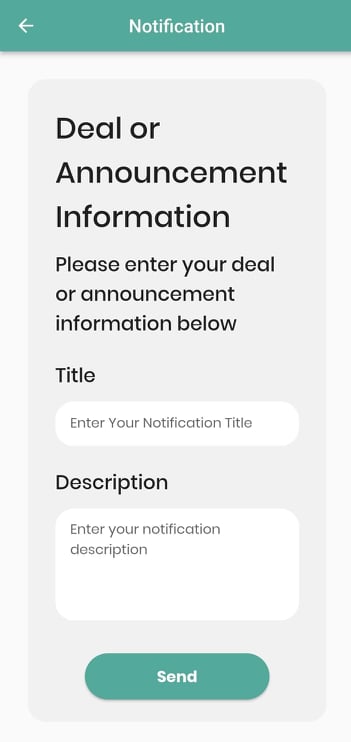 Notification
Deal or
Announcement
Information
Please enter your deal
or announcement
information below
Title
Enter Your Notification Title
Description
Enter your notification
description
Send